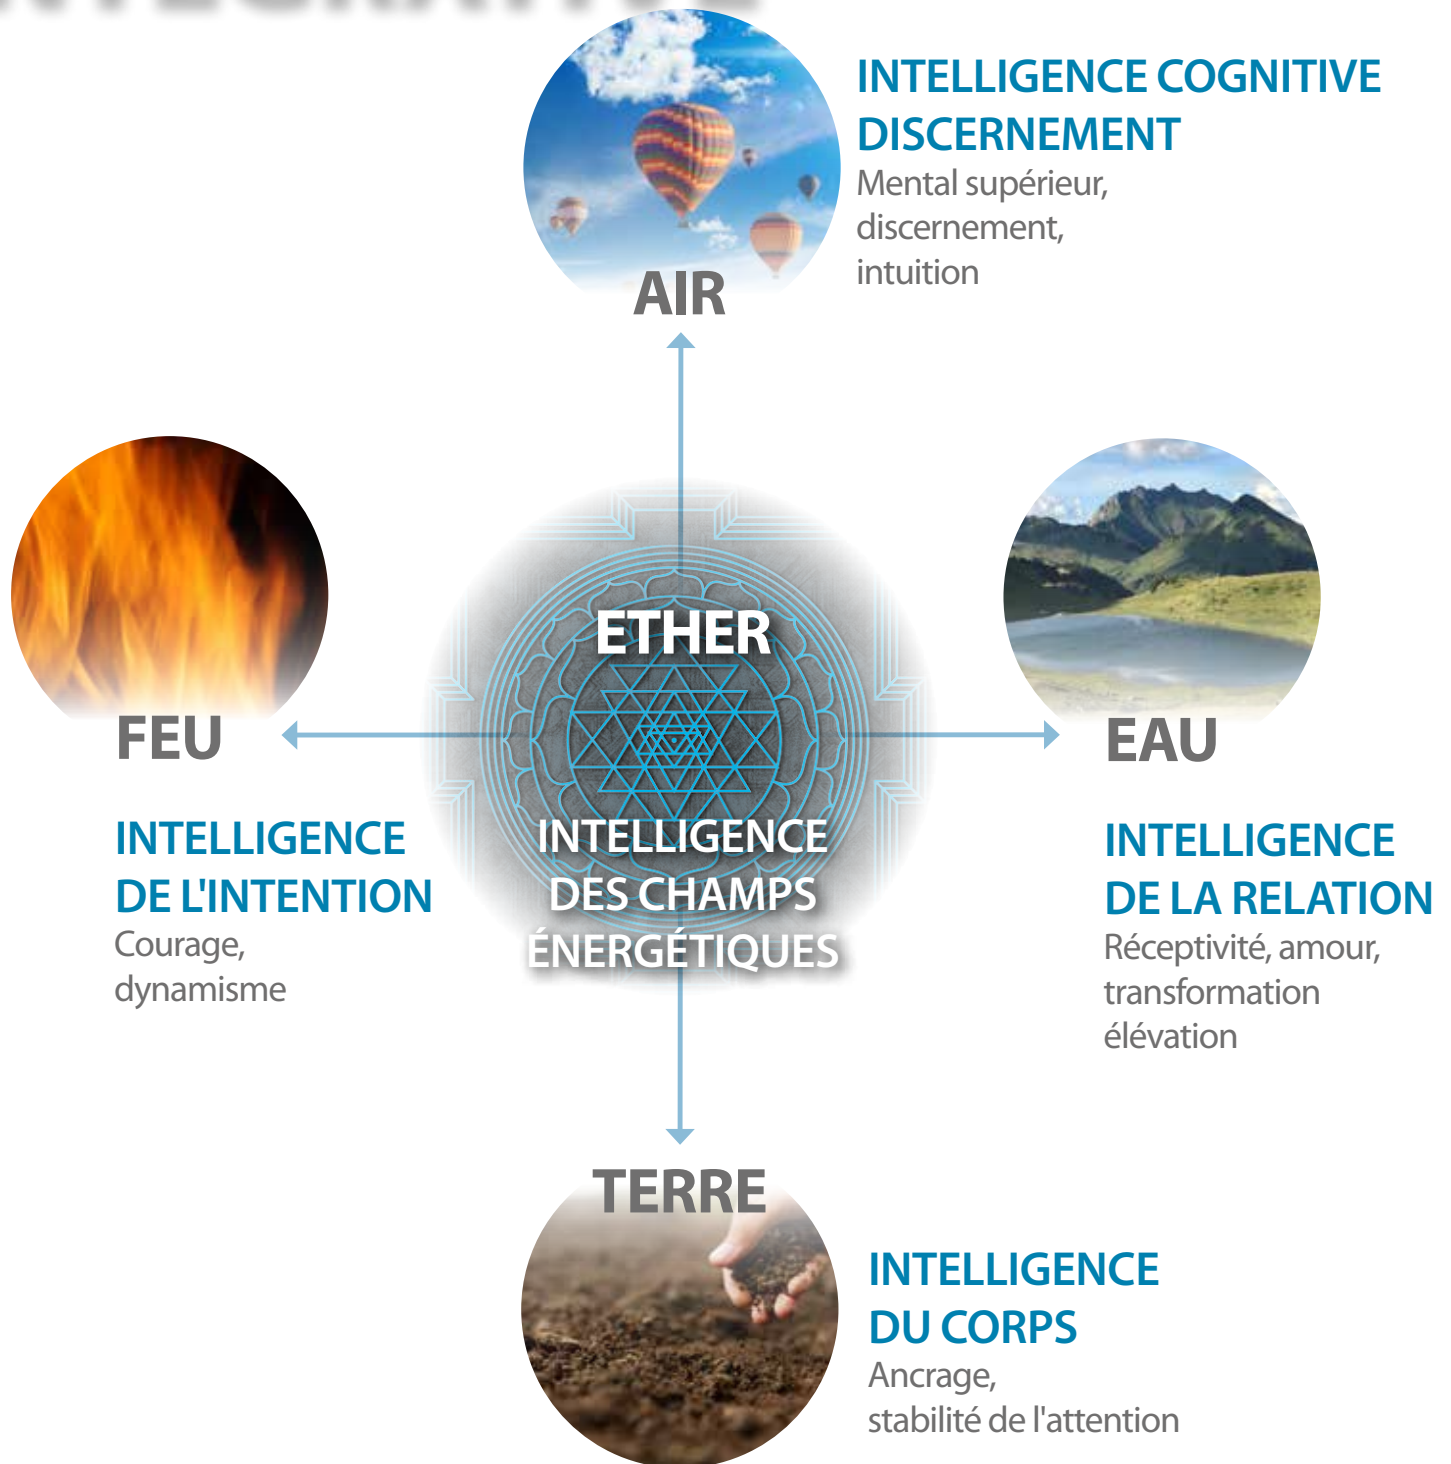 INTELLIGENCE COGNITIVE
DISCERNEMENT
Mental supérieur,
discernement,
intuition
AIR
FEU
INTELLIGENCE
DE L'INTENTION
Courage,
dynamisme
ETHER
INTELLIGENCE
DES CHAMPS
ÉNERGÉTIQUES
EAU
INTELLIGENCE
DE LA RELATION
Réceptivité, amour,
transformation
élévation
TERRE
INTELLIGENCE
DU CORPS
Ancrage,
stabilité de l'attention